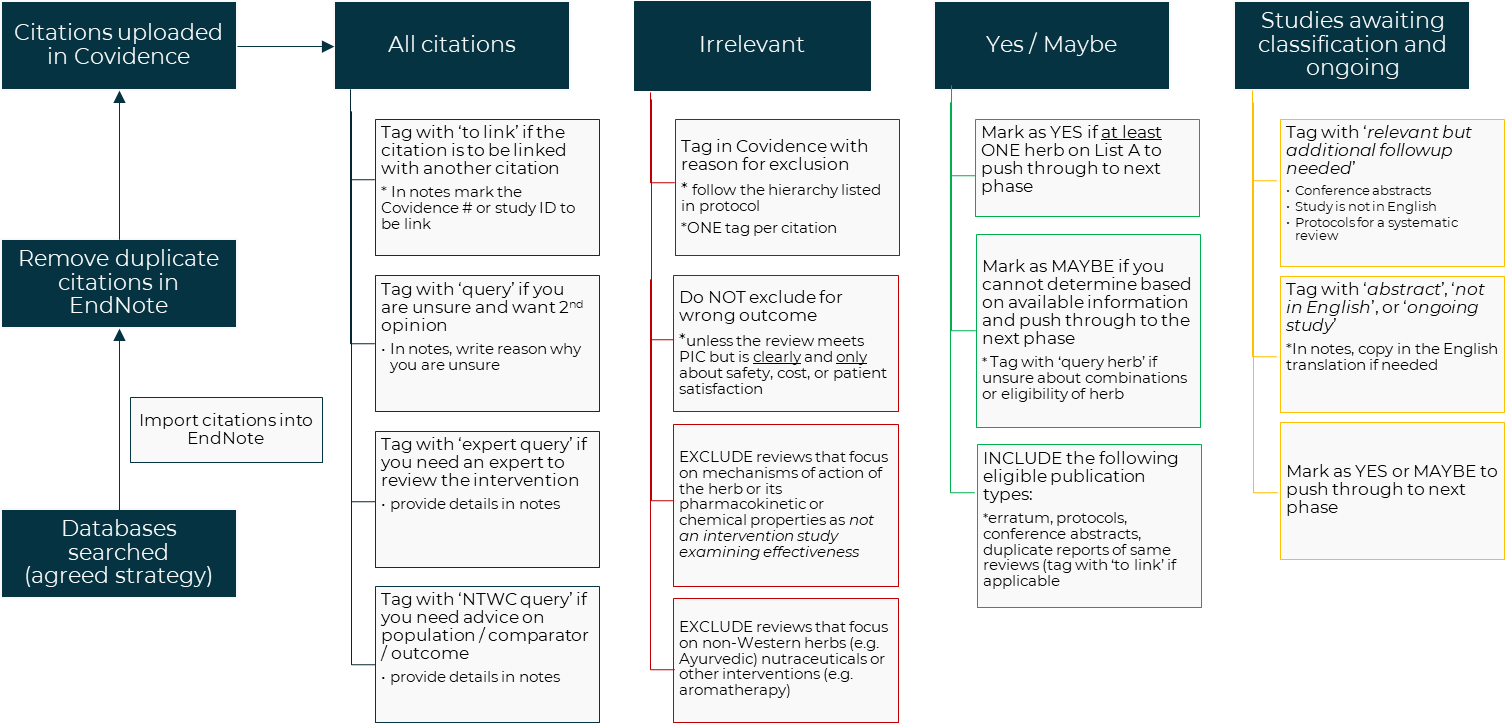 Citations uploaded
in Covidence
Remove duplicate
citations in
EndNote
Import citations into
EndNote
Databases
searched
(agreed strategy)
All citations
Tag with ‘to link’ if the
citation is to be linked
with another citation
* In notes mark the
Covidence # or study ID to
be link
Tag with ‘query’ if you
are unsure and want 2nd
opinion
• In notes, write reason why
you are unsure
Tag with ‘expert query’ if
you need an expert to
review the intervention
• provide details in notes
Tag with ‘NTWC query’ if
you need advice on
population / comparator
/ outcome
• provide details in notes
Irrelevant
Tag in Covidence with
reason for exclusion
* follow the hierarchy listed
in protocol
*ONE tag per citation
Do NOT exclude for
wrong outcome
*unless the review meets
PIC but is clearly and only
about safety, cost, or patient
satisfaction
EXCLUDE reviews that focus
on mechanisms of action of
the herb or its
pharmacokinetic or
chemical properties as not
an intervention study
examining effectiveness
EXCLUDE reviews that focus
on non-Western herbs (e.g.
Ayurvedic) nutraceuticals or
other interventions (e.g.
aromatherapy)
Yes / Maybe
Mark as YES if at least
ONE herb on List A to
push through to next
phase
Mark as MAYBE if you
cannot determine based
on available information
and push through to the
next phase
* Tag with ‘query herb’ if
unsure about combinations
or eligibility of herb
INCLUDE the following
eligible publication
types:
*erratum, protocols,
conference abstracts,
duplicate reports of same
reviews (tag with ‘to link’ if
applicable
Studies awaiting
classification and
ongoing
Tag with ‘relevant but
additional followup
needed’
• Conference abstracts
• Study is not in English
• Protocols for a systematic
review
Tag with ‘abstract’, ‘not
in English’, or ‘ongoing
study’
*In notes, copy in the English
translation if needed
Mark as YES or MAYBE to
push through to next
phase